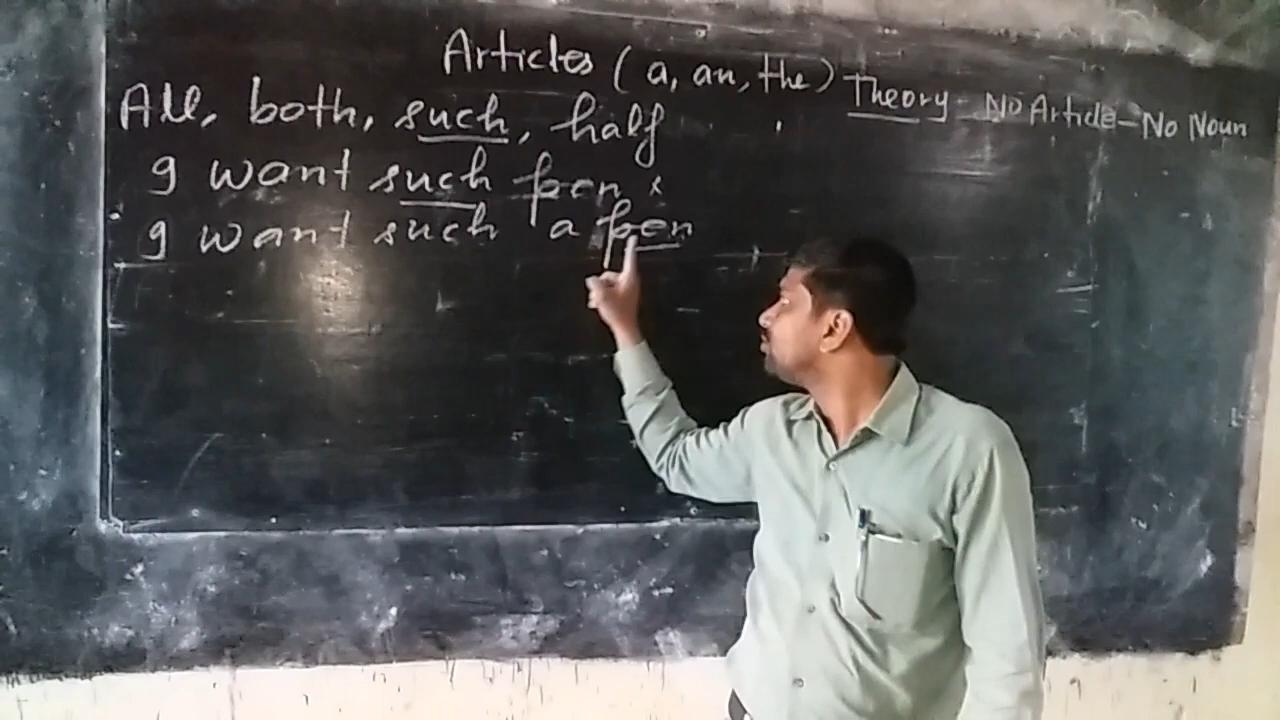 Articles (a, an, the) Theory - No Article - No Noun
All, both, such, half
I want such pen x
I want such a pen